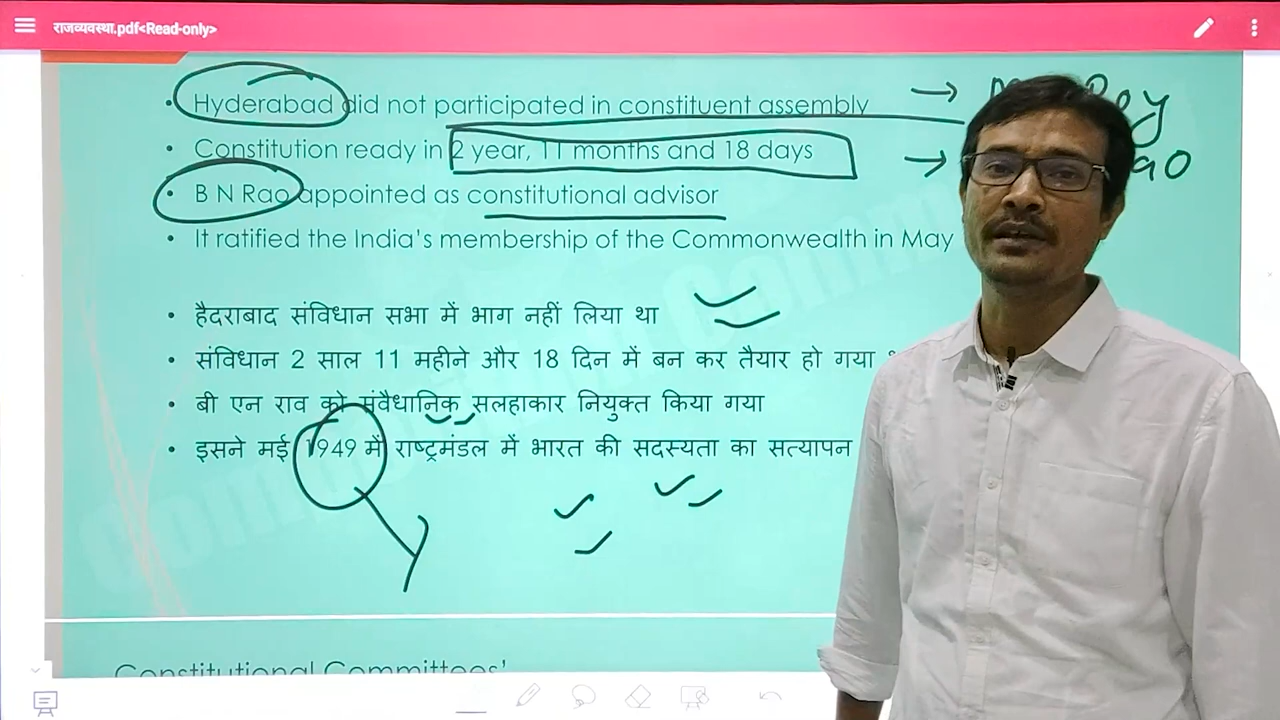 राजव्यवस्था.pdf<Read-only>
• Hyderabad did not participated in constituent assembly →
• Constitution ready in 2 year, 11 months and 18 days →
• B N Rao appointed as constitutional advisor
• It ratified the India's membership of the Commonwealth in May
• हैदराबाद संविधान सभा में भाग नहीं लिया था
• संविधान 2 साल 11 महीने और 18 दिन में बन कर तैयार हो गया
• बी एन राव को संवैधानिक सलहाकार नियुक्त किया गया
• इसने मई 1949 में राष्ट्रमंडल में भारत की सदस्यता का सत्यापन
Constitutional Committees'